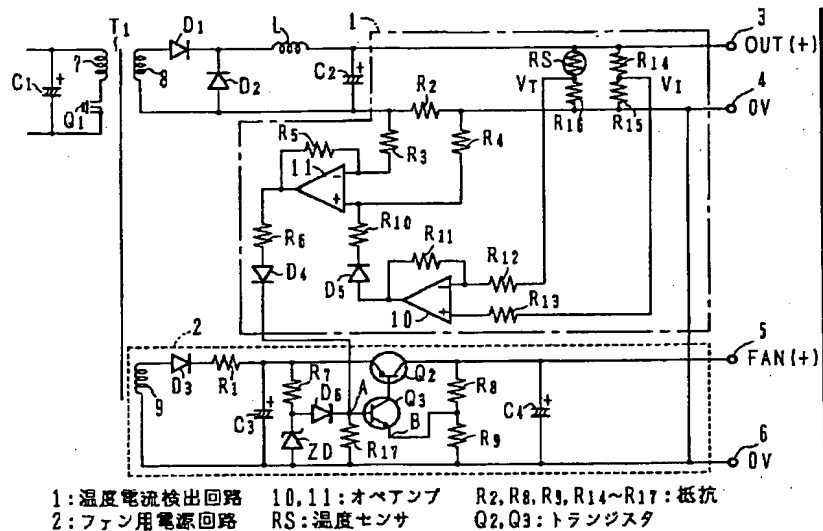 T1
D1
L
1
3
OUT(+)
C1
7
8
D2
C2
RS
R14
VT
VI
4
0V
Q1
R2
R16
R15
R5
R3
R4
11
R6
R10
R11
D4
D5
R12
R13
10
2
5
FAN(+)
D3
R1
Q2
9
R7
D6
A
Q3
R8
C3
B
C4
ZD
R17
R9
6
0V
1:温度電流検出回路 10,11:オペアンプ R2,R8,R9,R14~R17:抵抗
2:ファン用電源回路 RS:温度センサ Q2,Q3:トランジスタ